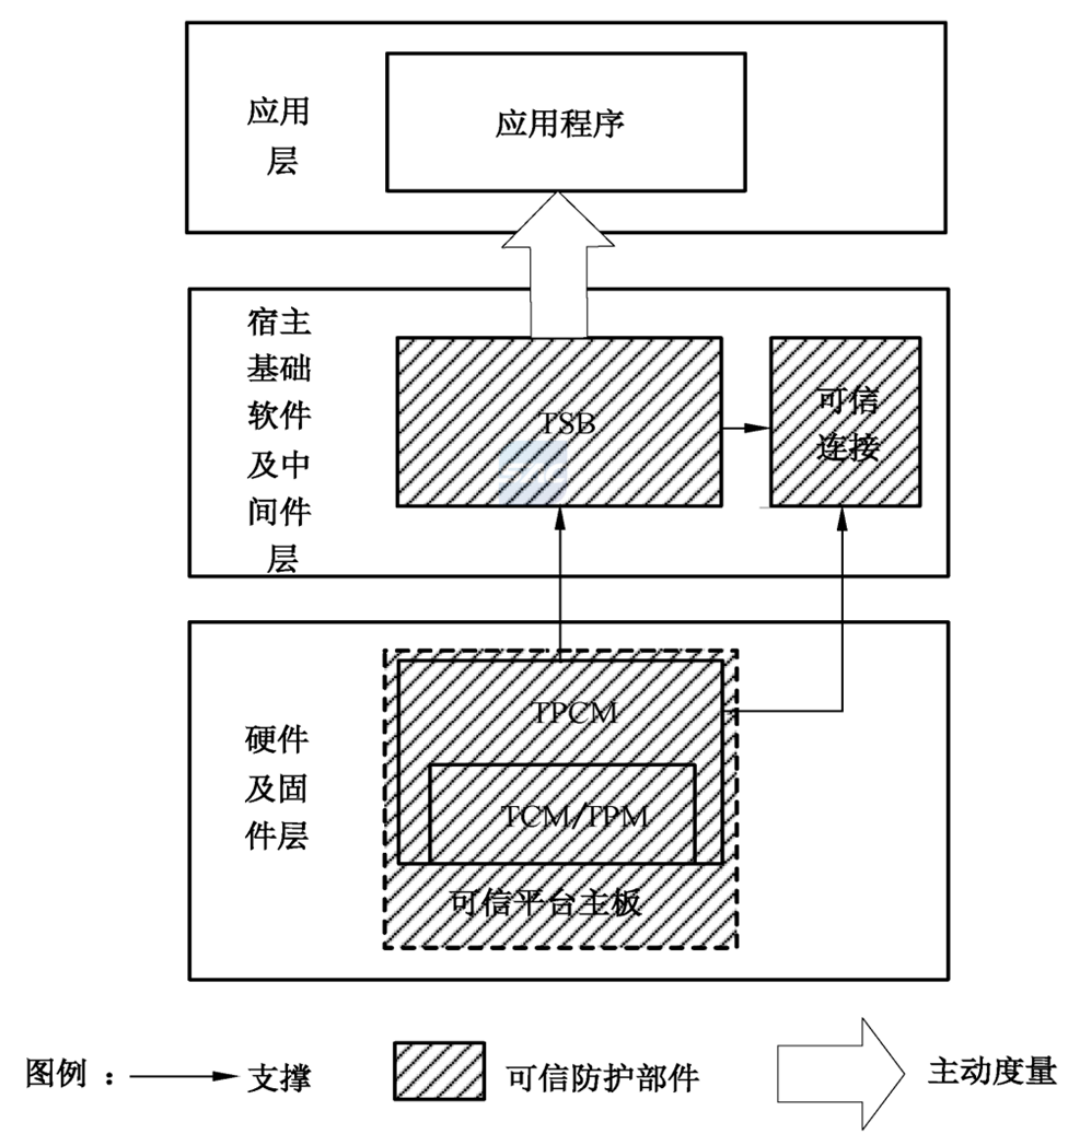 应用
层
应用程序
宿主
基础
软件
及中
间件
层
TSB
可信
连接
硬件
及固
件层
TPCM
TCM/TPM
可信平台主板
图例 ：
支撑
可信防护部件
主动度量